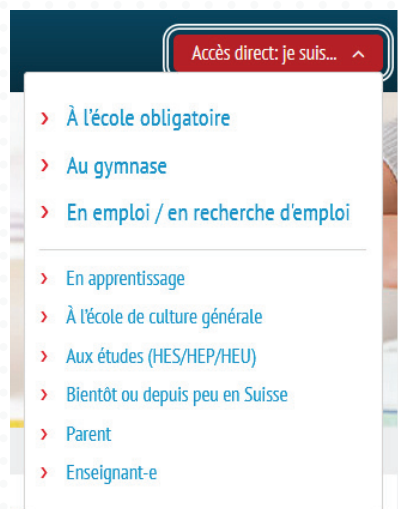 Accès direct: je suis...
À l'école obligatoire
Au gymnase
En emploi / en recherche d'emploi
En apprentissage
À l'école de culture générale
Aux études (HES/HEP/HEU)
Bientôt ou depuis peu en Suisse
Parent
Enseignant-e